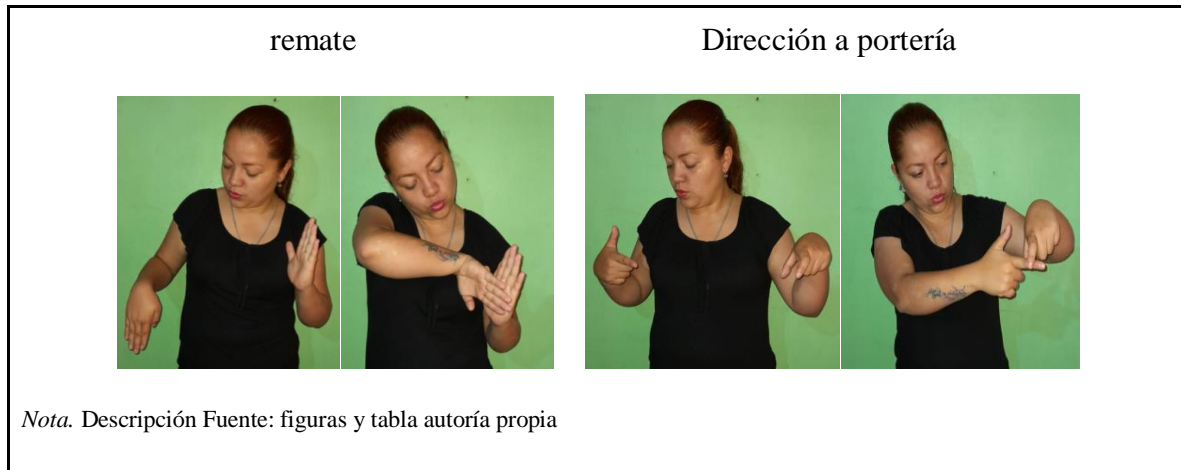 remate
Dirección a portería
Nota. Descripción Fuente: figuras y tabla autoría propia